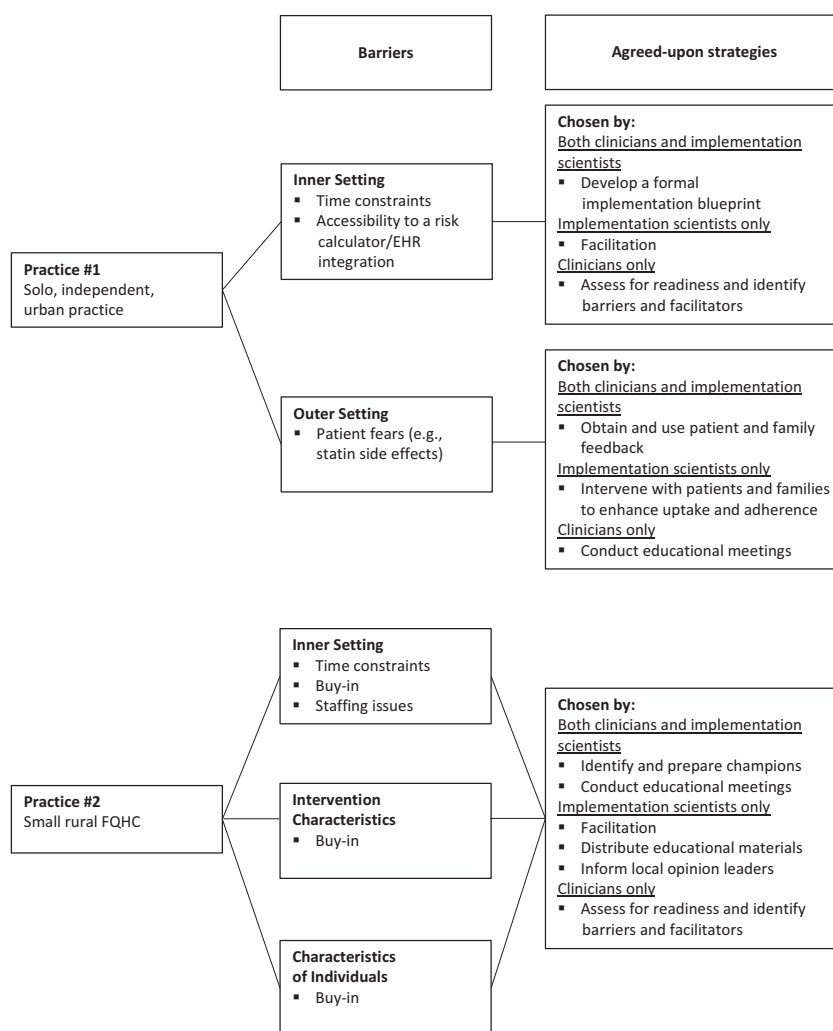 Barriers
Agreed-upon strategies
Practice #1
Solo, independent,
urban practice
Inner Setting
▪ Time constraints
▪ Accessibility to a risk
calculator/EHR
integration
Chosen by:
Both clinicians and implementation
scientists
▪ Develop a formal
implementation blueprint
Implementation scientists only
▪ Facilitation
Clinicians only
▪ Assess for readiness and identify
barriers and facilitators
Outer Setting
▪ Patient fears (e.g.,
statin side effects)
Chosen by:
Both clinicians and implementation
scientists
▪ Obtain and use patient and family
feedback
Implementation scientists only
▪ Intervene with patients and families
to enhance uptake and adherence
Clinicians only
▪ Conduct educational meetings
Practice #2
Small rural FQHC
Inner Setting
▪ Time constraints
▪ Buy-in
▪ Staffing issues
Intervention
Characteristics
▪ Buy-in
Characteristics
of Individuals
▪ Buy-in
Chosen by:
Both clinicians and implementation
scientists
▪ Identify and prepare champions
▪ Conduct educational meetings
Implementation scientists only
▪ Facilitation
▪ Distribute educational materials
▪ Inform local opinion leaders
Clinicians only
▪ Assess for readiness and identify
barriers and facilitators